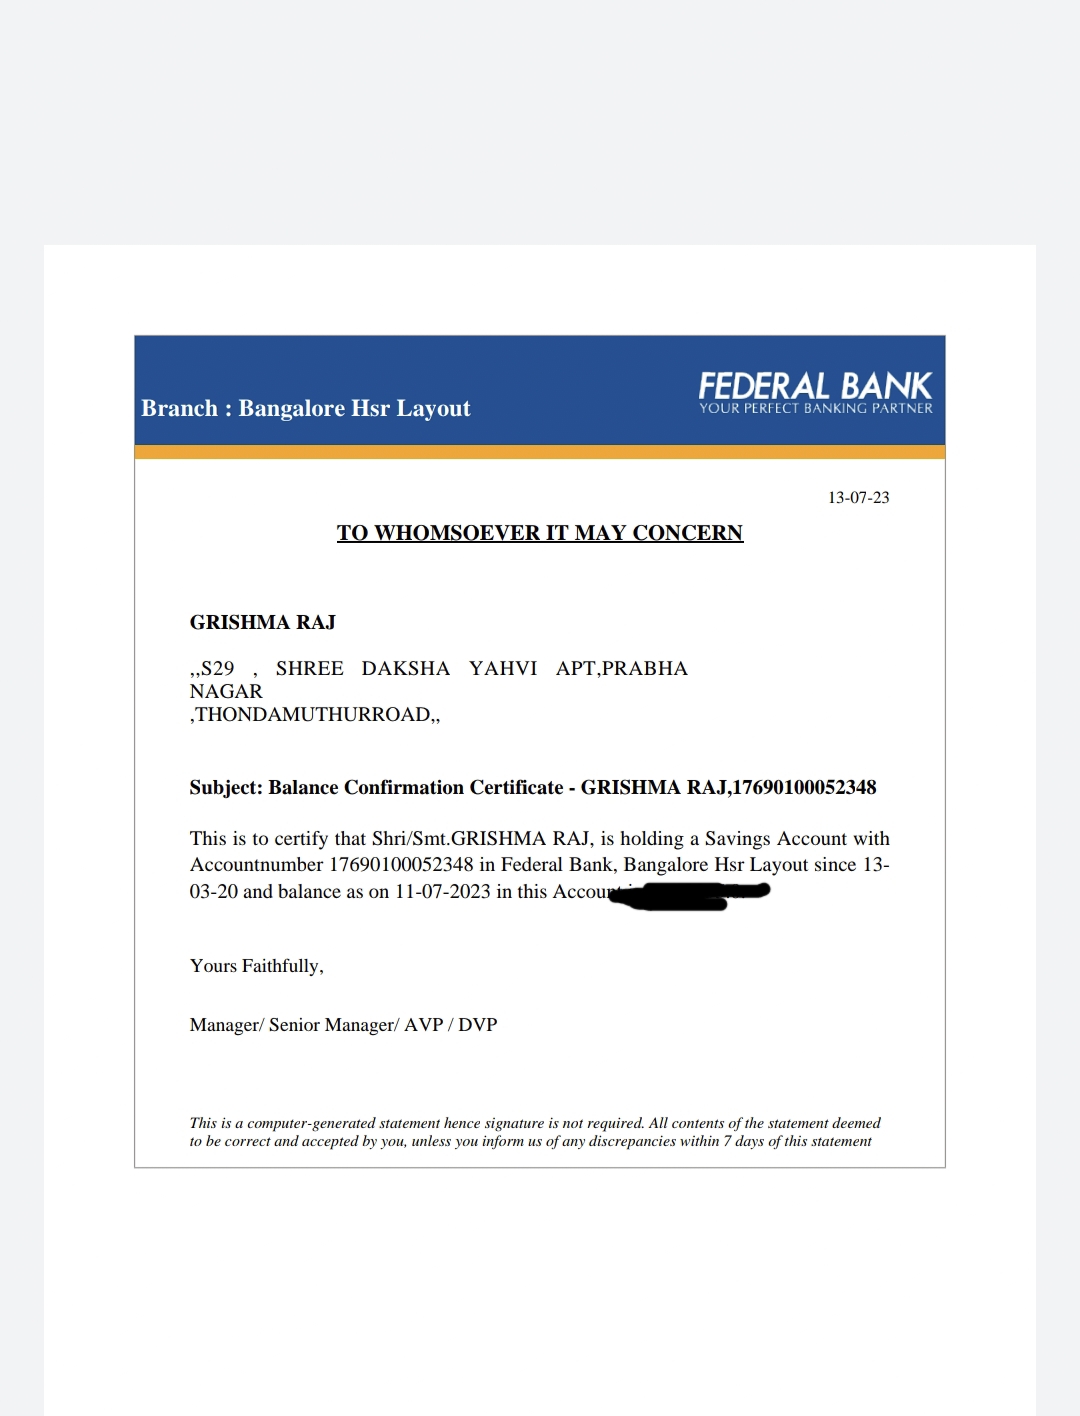 Branch : Bangalore Hsr Layout
FEDERAL BANK
YOUR PERFECT BANKING PARTNER
13-07-23
TO WHOMSOEVER IT MAY CONCERN
GRISHMA RAJ
,,S29 , SHREE DAKSHA YAHVI APT,PRABHA
NAGAR
,THONDAMUTHURROAD,,
Subject: Balance Confirmation Certificate - GRISHMA RAJ,17690100052348
This is to certify that Shri/Smt.GRISHMA RAJ, is holding a Savings Account with
Accountnumber 17690100052348 in Federal Bank, Bangalore Hsr Layout since 13-
03-20 and balance as on 11-07-2023 in this Account
Yours Faithfully,
Manager/ Senior Manager/ AVP / DVP
This is a computer-generated statement hence signature is not required. All contents of the statement deemed
to be correct and accepted by you, unless you inform us of any discrepancies within 7 days of this statement